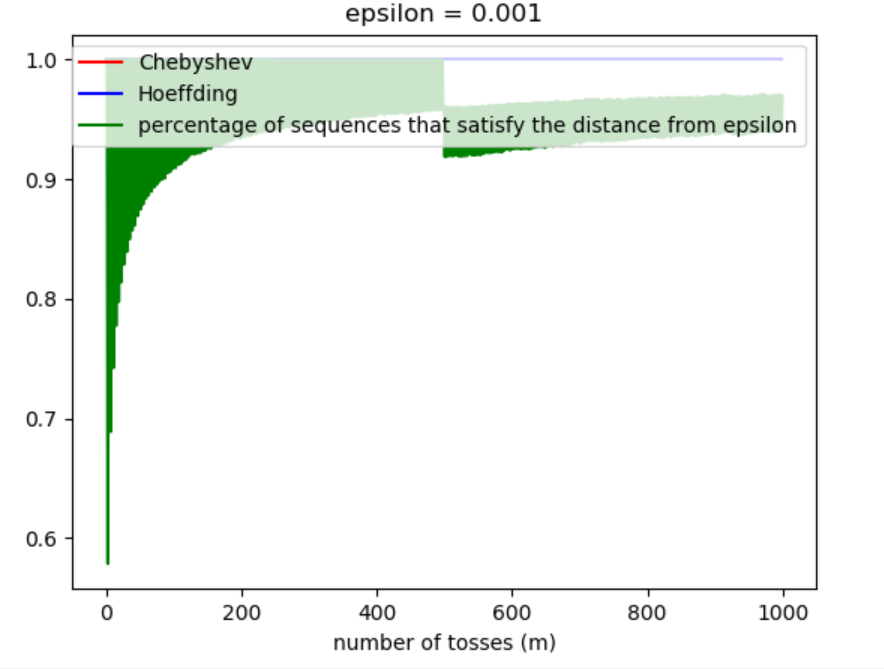 epsilon = 0.001
1.0
0.9
0.8
0.7
0.6
Chebyshev
Hoeffding
percentage of sequences that satisfy the distance from epsilon
0 200 400 600 800 1000
number of tosses (m)